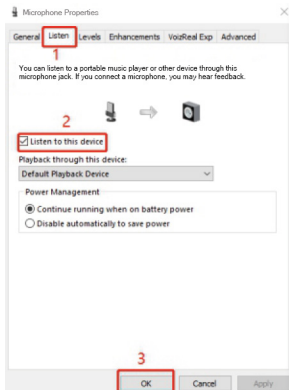 Microphone Properties
General Listen Levels Enhancements VoizReal Exp Advanced
1
You can listen to a portable music player or other device through this
microphone jack. If you connect a microphone, you may hear feedback.
2
Listen to this device
Playback through this device:
Default Playback Device
Power Management
Continue running when on battery power
Disable automatically to save power
3
OK Cancel Apply